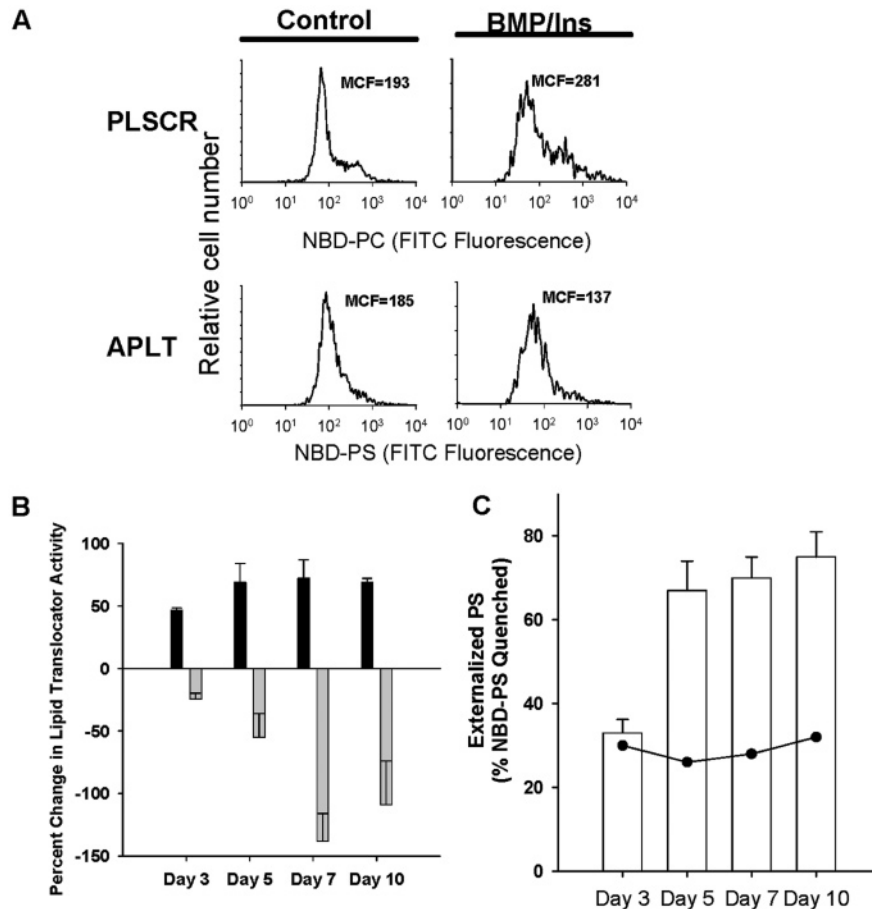 A
Control
BMP/Ins
PLSCR
Relative cell number
MCF=193
MCF=281
10⁰ 10¹ 10² 10³ 10⁴
10⁰ 10¹ 10² 10³ 10⁴
NBD-PC (FITC Fluorescence)
APLT
MCF=185
MCF=137
10⁰ 10¹ 10² 10³ 10⁴
10⁰ 10¹ 10² 10³ 10⁴
NBD-PS (FITC Fluorescence)
B
Percent Change in Lipid Translocator Activity
100
50
0
-50
-100
-150
Day 3 Day 5 Day 7 Day 10
C
Externalized PS
(% NBD-PS Quenched)
80
60
40
20
0
Day 3 Day 5 Day 7 Day 10